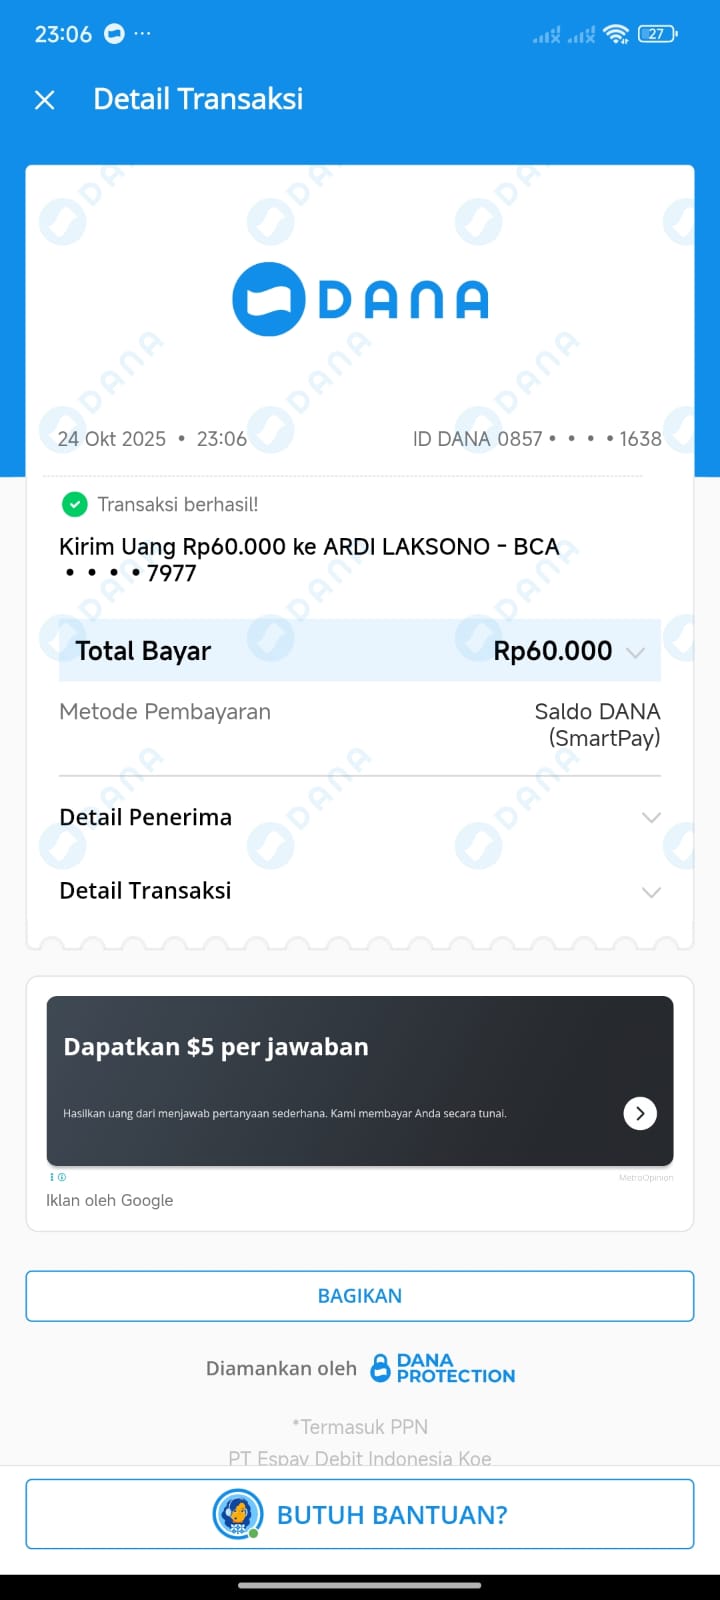 23:06
27
Detail Transaksi
DANA
24 Okt 2025 • 23:06
ID DANA 0857 • • • • 1638
Transaksi berhasil!
Kirim Uang Rp60.000 ke ARDI LAKSONO - BCA
• • • • 7977
Total Bayar Rp60.000
Metode Pembayaran Saldo DANA
(SmartPay)
Detail Penerima
Detail Transaksi
Dapatkan $5 per jawaban
Hasilkan uang dari menjawab pertanyaan sederhana. Kami membayar Anda secara tunai.
MetroOpinion
Iklan oleh Google
BAGIKAN
Diamankan oleh DANA
PROTECTION
*Termasuk PPN
PT Espay Debit Indonesia Koe
BUTUH BANTUAN?